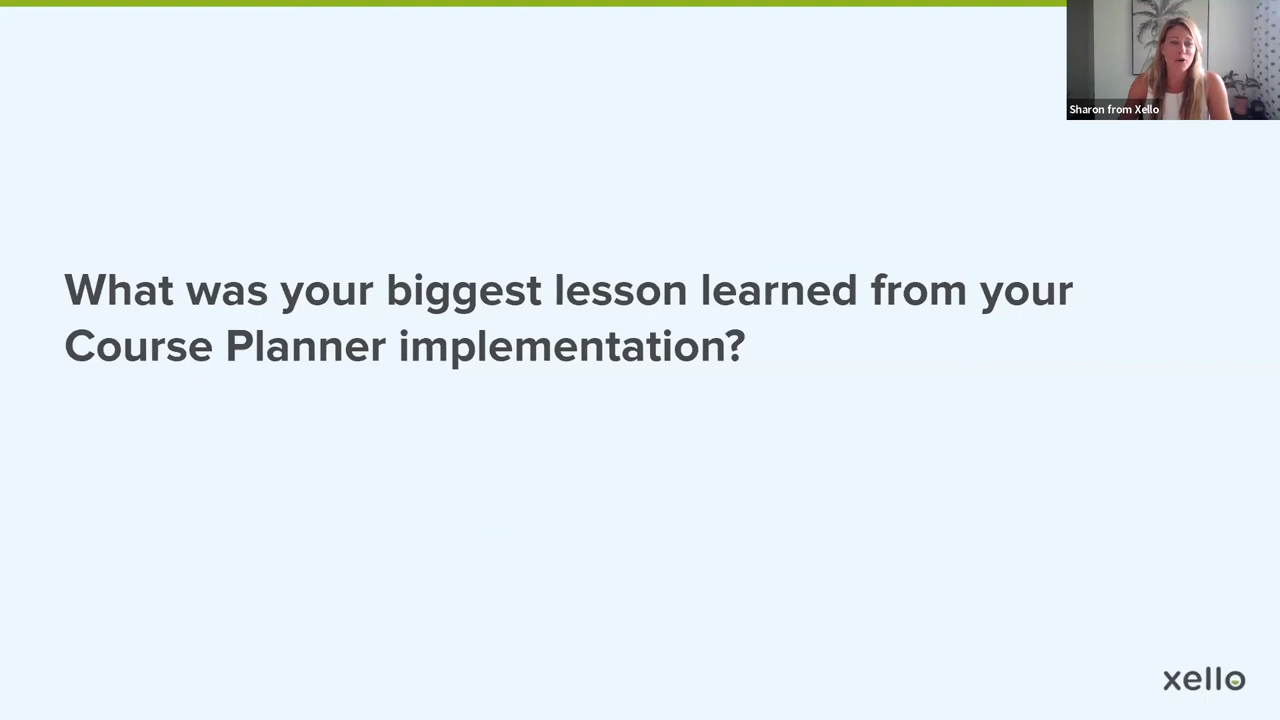 Sharon from Xello
What was your biggest lesson learned from your
Course Planner implementation?
xello